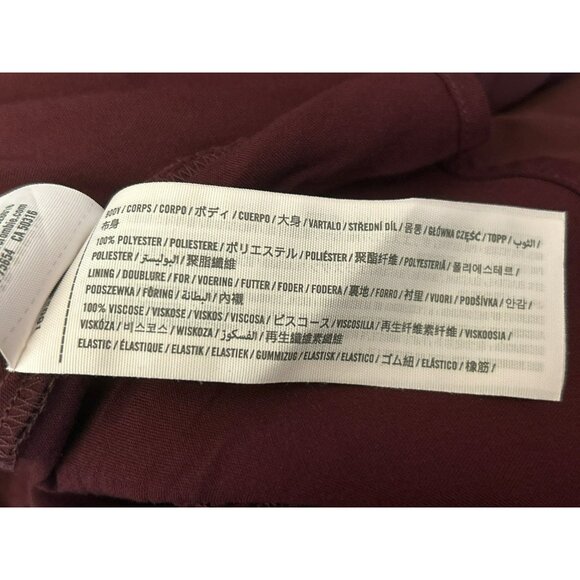 BODY / CORPS / CORPO / ボディ / CUERPO / 大身 / VARTALO / STŘEDNÍ DÍL / 몸통 / GŁÓWNA CZĘŚĆ / TOPP / الثوب /
布身
100% POLYESTER / POLIESTERE / ポリエステル / POLIÉSTER / 聚酯纤维 / POLYESTERIÄ / 폴리에스테르 /
POLIESTER / البوليستر / 聚脂纖維
LINING / DOUBLURE / FOR / VOERING / FUTTER / FODER / FODERA / 裏地 / FORRO / 衬里 / VUORI / PODŠÍVKA / 안감 /
PODSZEWKA / FÔRING / البطانة / 內襯
100% VISCOSE / VISKOSE / VISKOS / VISCOSA / ビスコース / VISCOSILLA / 再生纤维素纤维 / VISKOOSIA /
VISKÓZA / 비스코스 / WISKOZA / الفسكوز / 再生纖維素纖維
ELASTIC / ÉLASTIQUE / ELASTIK / ELASTIEK / GUMMIZUG / ELASTISK / ELASTICO / ゴム紐 / ELÁSTICO / 橡筋 /
CA 50316